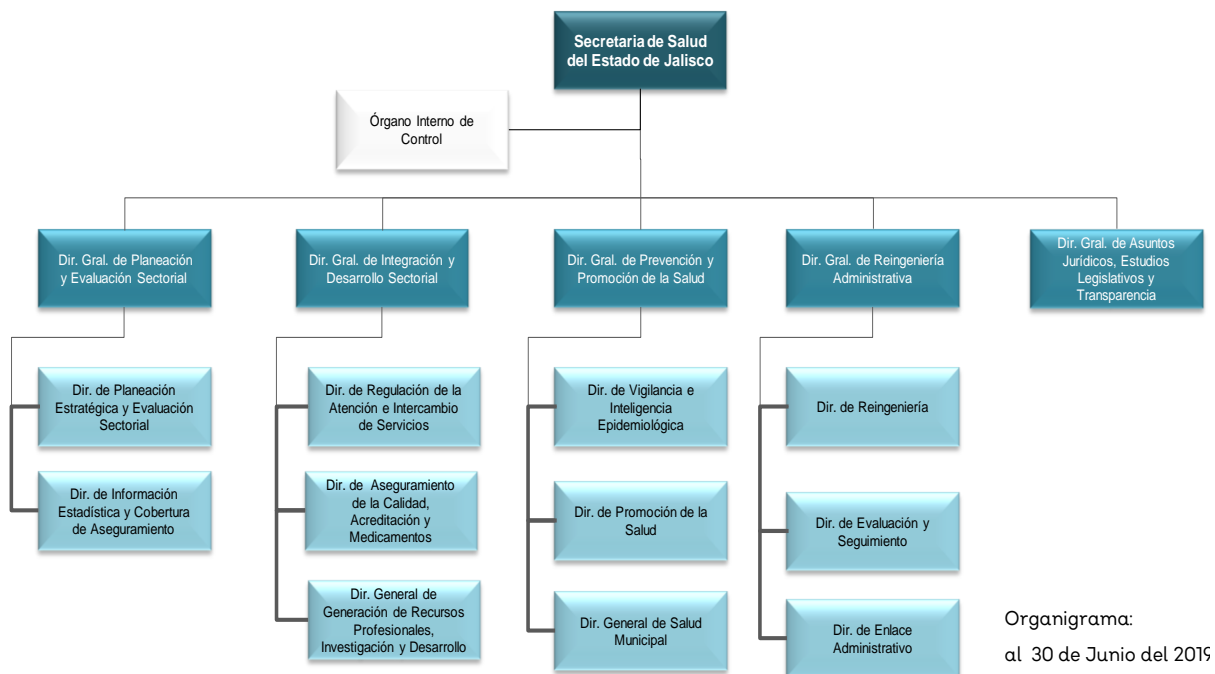 Secretaria de Salud
del Estado de Jalisco
Órgano Interno de
Control
Dir. Gral. de Planeación
y Evaluación Sectorial
Dir. Gral. de Integración y
Desarrollo Sectorial
Dir. Gral. de Prevención y
Promoción de la Salud
Dir. Gral. de Reingeniería
Administrativa
Dir. Gral. de Asuntos
Jurídicos, Estudios
Legislativos y
Transparencia
Dir. de Planeación
Estratégica y Evaluación
Sectorial
Dir. de Información
Estadística y Cobertura
de Aseguramiento
Dir. de Regulación de la
Atención e Intercambio
de Servicios
Dir. de Aseguramiento
de la Calidad,
Acreditación y
Medicamentos
Dir. General de
Generación de Recursos
Profesionales,
Investigación y Desarrollo
Dir. de Vigilancia e
Inteligencia
Epidemiológica
Dir. de Promoción de la
Salud
Dir. General de Salud
Municipal
Dir. de Reingeniería
Dir. de Evaluación y
Seguimiento
Dir. de Enlace
Administrativo
Organigrama:
al 30 de Junio del 2019